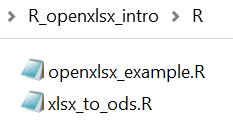 R_openxlsx_intro > R
openxlsx_example.R
xlsx_to_ods.R